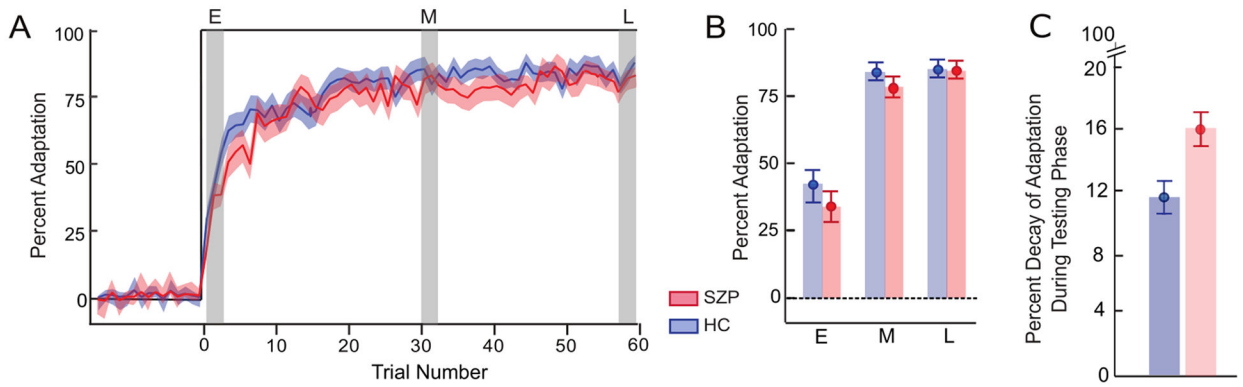 A
E
M
L
100
75
50
25
0
Percent Adaptation
0
10
20
30
40
50
60
Trial Number
SZP
HC
B
100
75
50
25
0
Percent Adaptation
E
M
L
C
100
20
16
12
8
4
0
Percent Decay of Adaptation
During Testing Phase